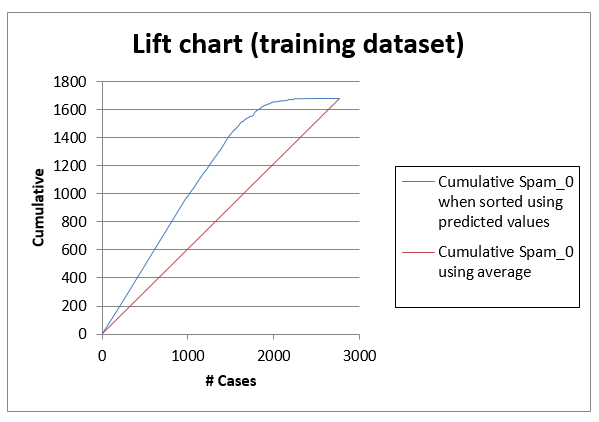 Lift chart (training dataset)
1800
1600
1400
1200
1000
800
600
400
200
0
Cumulative
0 1000 2000 3000
# Cases
Cumulative Spam_0
when sorted using
predicted values
Cumulative Spam_0
using average